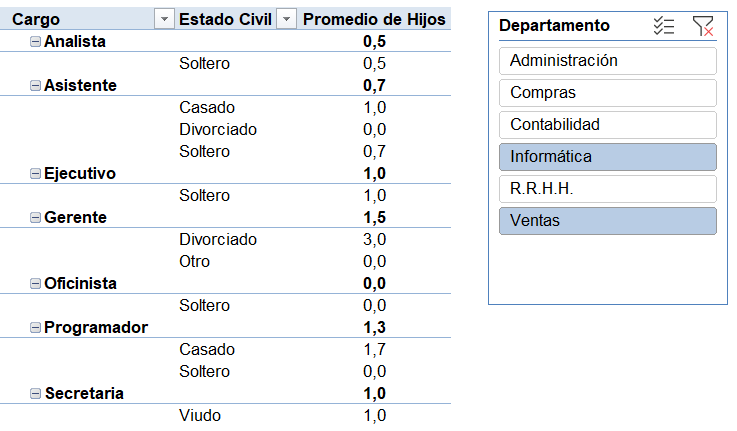 Cargo Estado Civil Promedio de Hijos
Analista 0,5
Soltero 0,5
Asistente 0,7
Casado 1,0
Divorciado 0,0
Soltero 0,7
Ejecutivo 1,0
Soltero 1,0
Gerente 1,5
Divorciado 3,0
Otro 0,0
Oficinista 0,0
Soltero 0,0
Programador 1,3
Casado 1,7
Soltero 0,0
Secretaria 1,0
Viudo 1,0
Departamento
Administración
Compras
Contabilidad
Informática
R.R.H.H.
Ventas